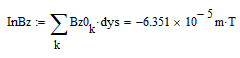 InBz := ∑ₖ Bz0ₖ·dys = −6.351 × 10⁻⁵ m·T